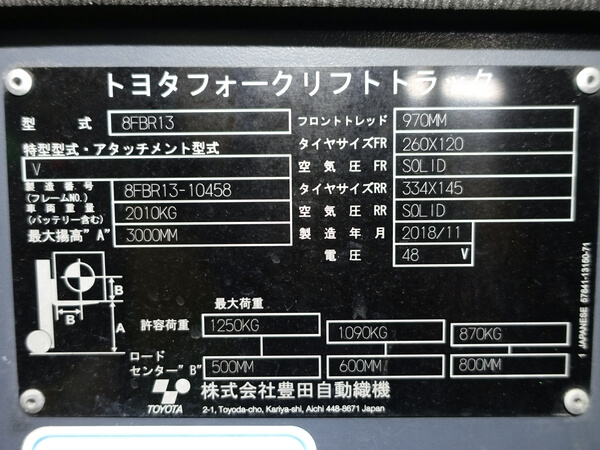 トヨタフォークリフトトラック
型式 8FBR13
特型型式・アタッチメント型式
V
製造番号 (フレームNO.) 8FBR13-10458
車両重量 (バッテリー含む) 2010KG
最大揚高"A" 3000MM
フロントトレッド 970MM
タイヤサイズFR 260X120
空気圧FR SOLID
タイヤサイズRR 334X145
空気圧RR SOLID
製造年月 2018/11
電圧 48 V
B
B
A
最大荷重
許容荷重 1250KG 1090KG 870KG
ロードセンター"B" 500MM 600MM 800MM
TOYOTA
株式会社豊田自動織機
2-1, Toyoda-cho, Kariya-shi, Aichi 448-8671 Japan
1 JAPANESE 57641-13150-71